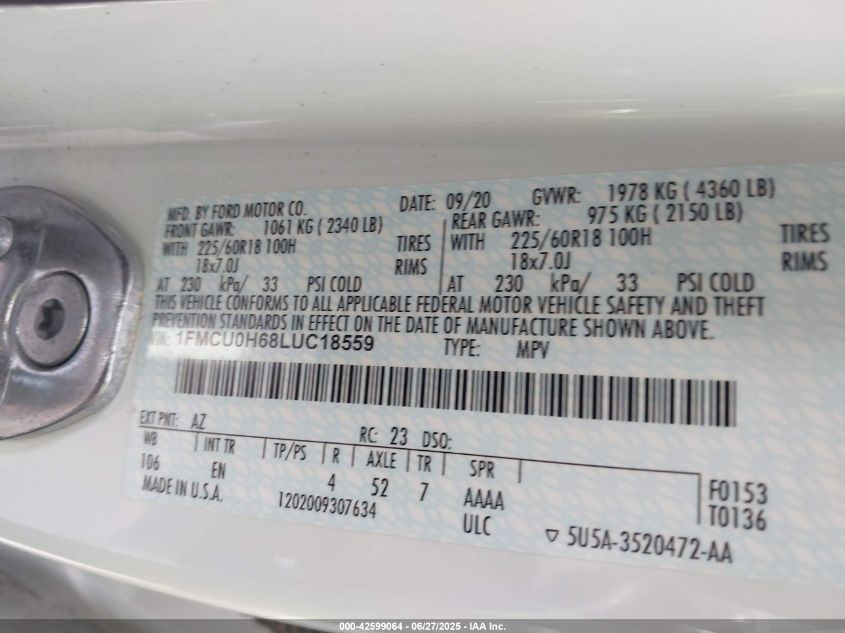 MFD. BY FORD MOTOR CO. DATE: 09/20 GVWR: 1978 KG ( 4360 LB)
FRONT GAWR: 1061 KG ( 2340 LB) REAR GAWR: 975 KG ( 2150 LB)
WITH 225/60R18 100H TIRES WITH 225/60R18 100H TIRES
18x7.0J RIMS 18x7.0J RIMS
AT 230 kPa/ 33 PSI COLD AT 230 kPa/ 33 PSI COLD
THIS VEHICLE CONFORMS TO ALL APPLICABLE FEDERAL MOTOR VEHICLE SAFETY AND THEFT
PREVENTION STANDARDS IN EFFECT ON THE DATE OF MANUFACTURE SHOWN ABOVE.
VIN: 1FMCU0H68LUC18559 TYPE: MPV
EXT PNT: AZ RC: 23 DSO:
WB INT TR TP/PS R AXLE TR SPR
106 EN 4 52 7 AAAA F0153
MADE IN U.S.A. 1202009307634 ULC T0136
5U5A-3520472-AA
000-42599064 / 06/27/2025 - IAA Inc.